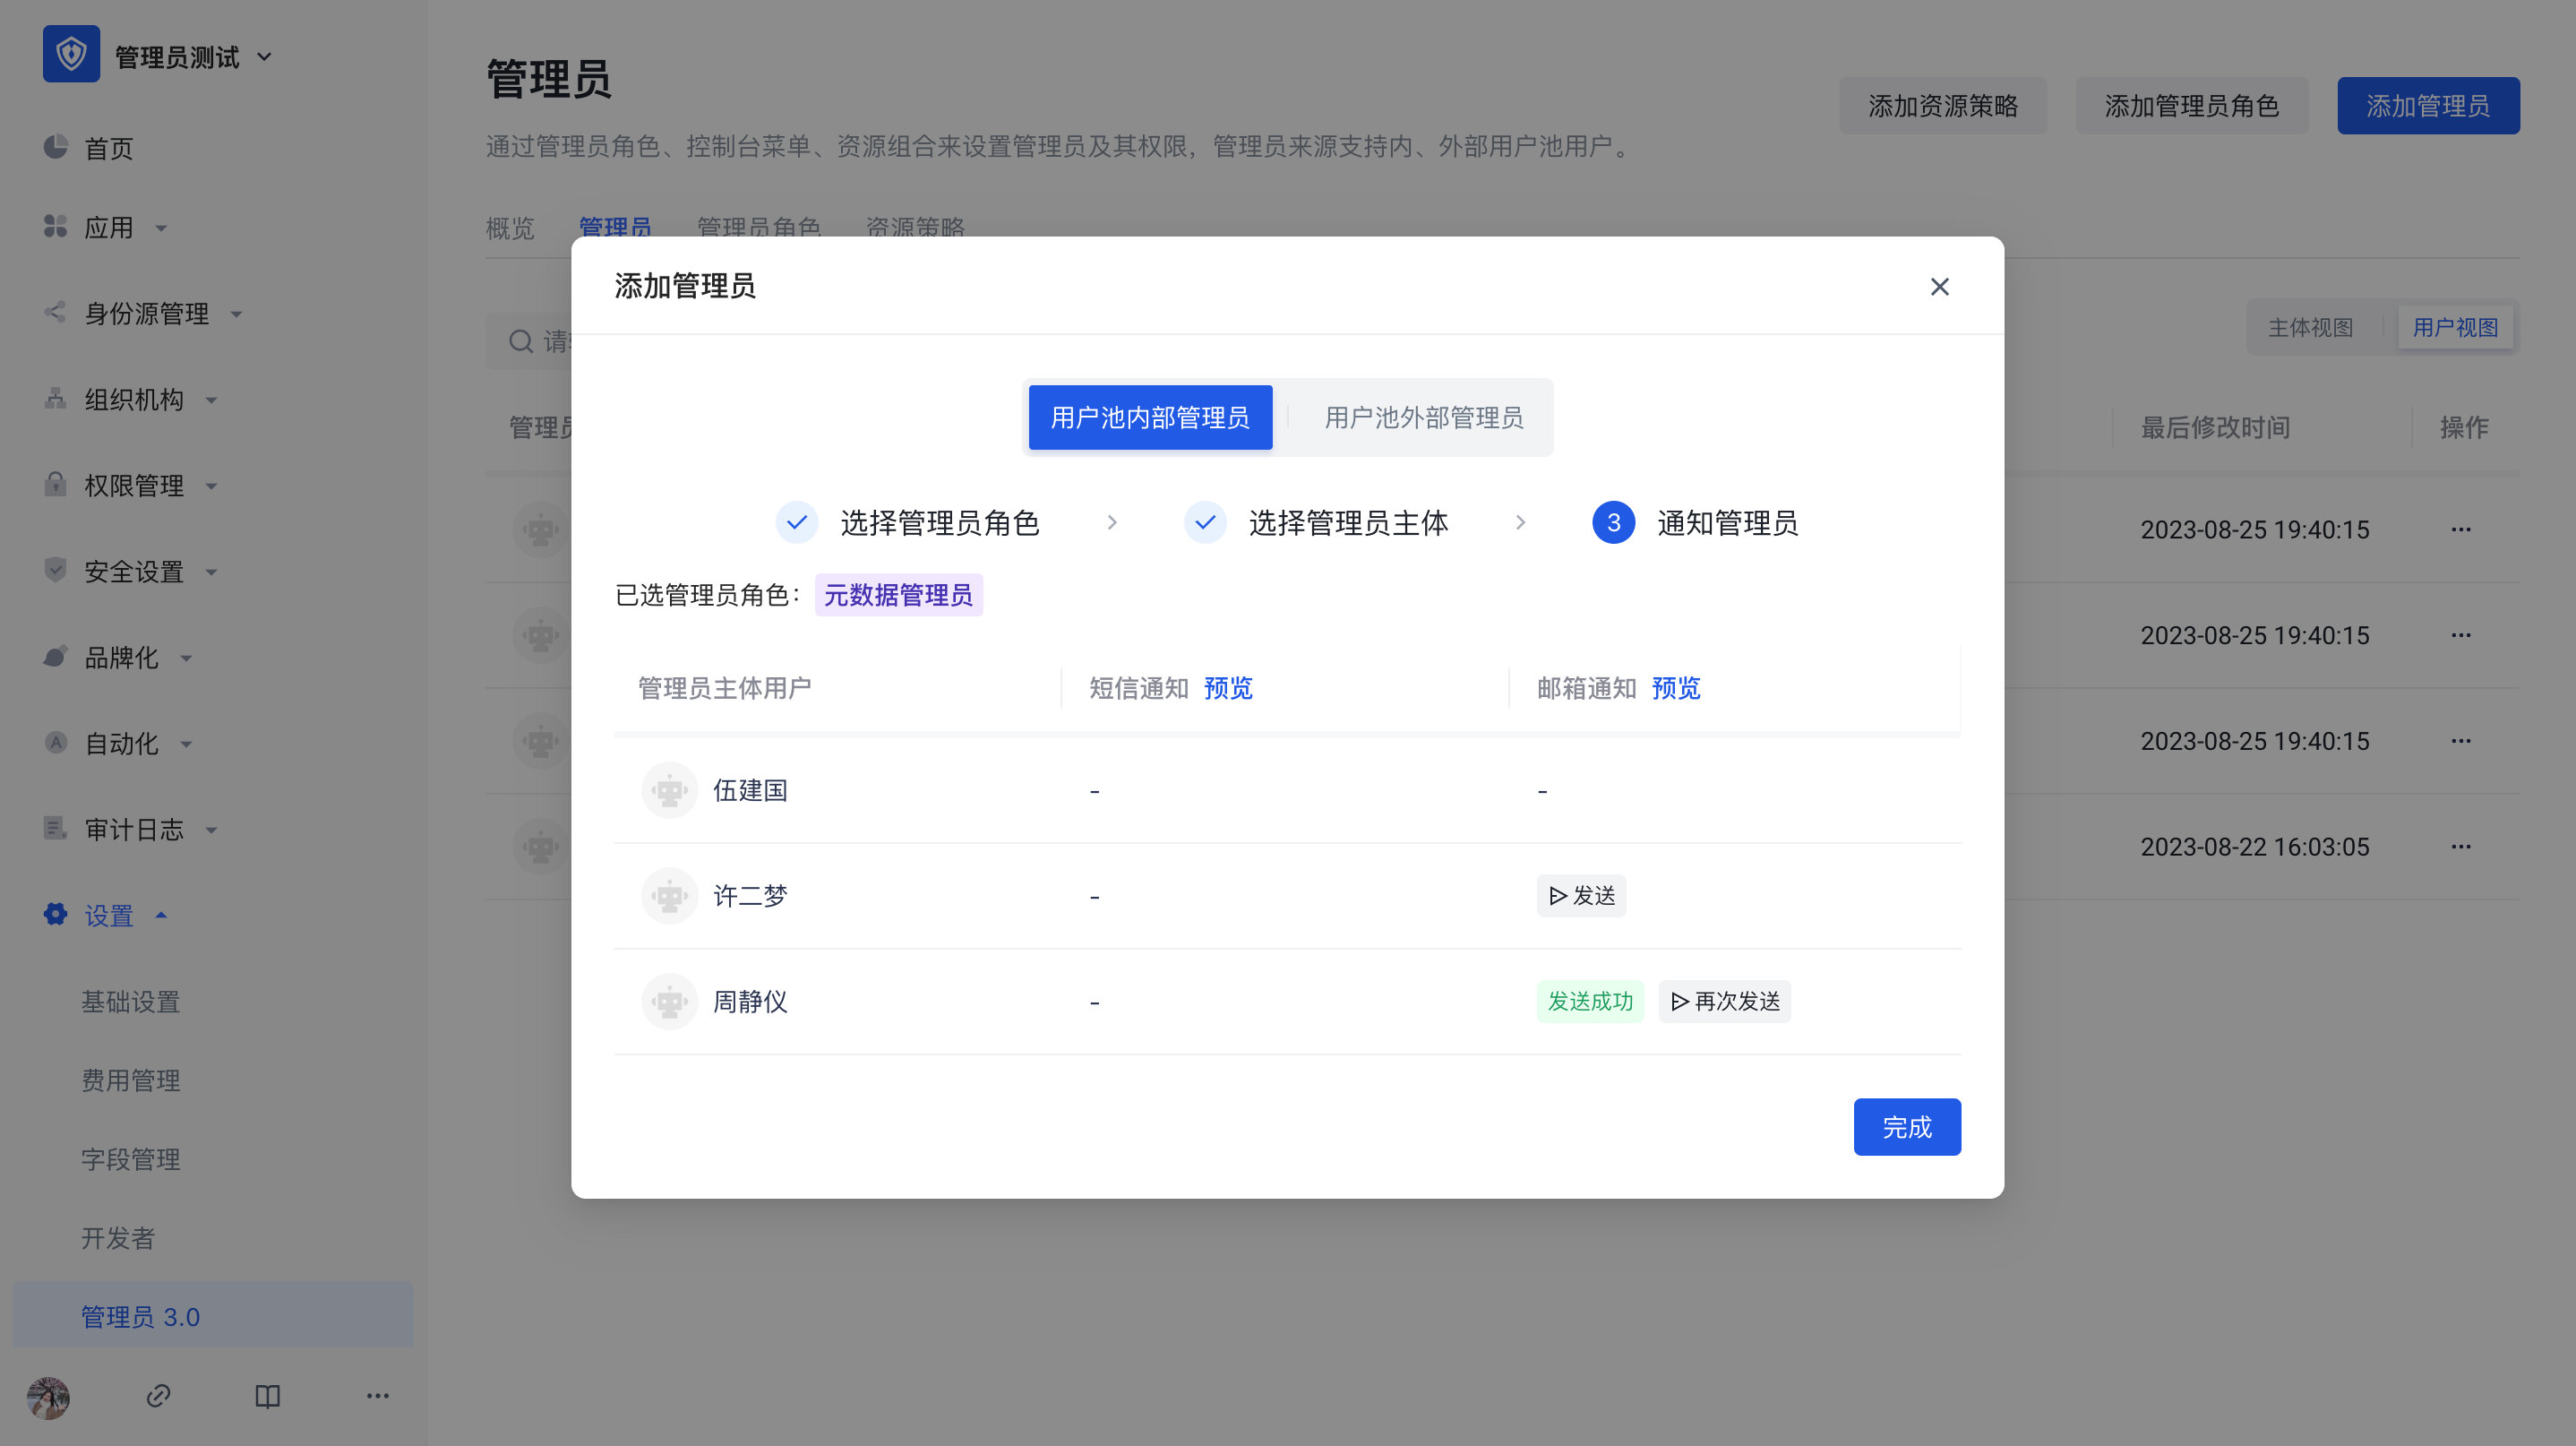 管理员测试
首页
应用
身份源管理
组织机构
权限管理
安全设置
品牌化
自动化
审计日志
设置
基础设置
费用管理
字段管理
开发者
管理员 3.0
管理员
通过管理员角色、控制台菜单、资源组合来设置管理员及其权限，管理员来源支持内、外部用户池用户。
添加资源策略 添加管理员角色 添加管理员
概览 管理员 管理员角色 资源策略
主体视图 用户视图
管理员 最后修改时间 操作
2023-08-25 19:40:15 ···
2023-08-25 19:40:15 ···
2023-08-25 19:40:15 ···
2023-08-22 16:03:05 ···
添加管理员
用户池内部管理员 用户池外部管理员
选择管理员角色 选择管理员主体 3 通知管理员
已选管理员角色： 元数据管理员
管理员主体用户 短信通知 预览 邮箱通知 预览
伍建国 - -
许二梦 - 发送
周静仪 - 发送成功 再次发送
完成